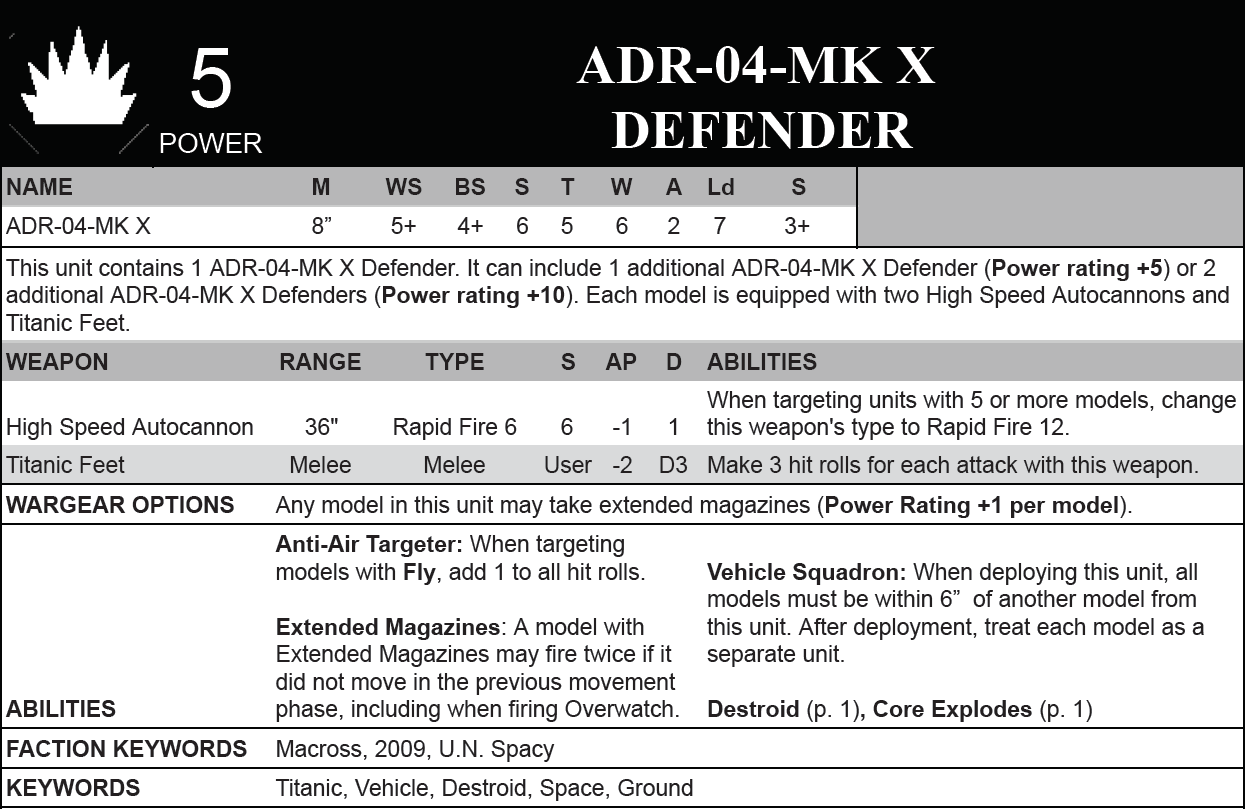 5
POWER
ADR-04-MK X
DEFENDER
NAME M WS BS S T W A Ld S
ADR-04-MK X 8” 5+ 4+ 6 5 6 2 7 3+
This unit contains 1 ADR-04-MK X Defender. It can include 1 additional ADR-04-MK X Defender (Power rating +5) or 2
additional ADR-04-MK X Defenders (Power rating +10). Each model is equipped with two High Speed Autocannons and
Titanic Feet.
WEAPON RANGE TYPE S AP D ABILITIES
High Speed Autocannon 36" Rapid Fire 6 6 -1 1 When targeting units with 5 or more models, change
this weapon's type to Rapid Fire 12.
Titanic Feet Melee Melee User -2 D3 Make 3 hit rolls for each attack with this weapon.
WARGEAR OPTIONS Any model in this unit may take extended magazines (Power Rating +1 per model).
ABILITIES
Anti-Air Targeter: When targeting
models with Fly, add 1 to all hit rolls.
Extended Magazines: A model with
Extended Magazines may fire twice if it
did not move in the previous movement
phase, including when firing Overwatch.
Vehicle Squadron: When deploying this unit, all
models must be within 6” of another model from
this unit. After deployment, treat each model as a
separate unit.
Destroid (p. 1), Core Explodes (p. 1)
FACTION KEYWORDS Macross, 2009, U.N. Spacy
KEYWORDS Titanic, Vehicle, Destroid, Space, Ground